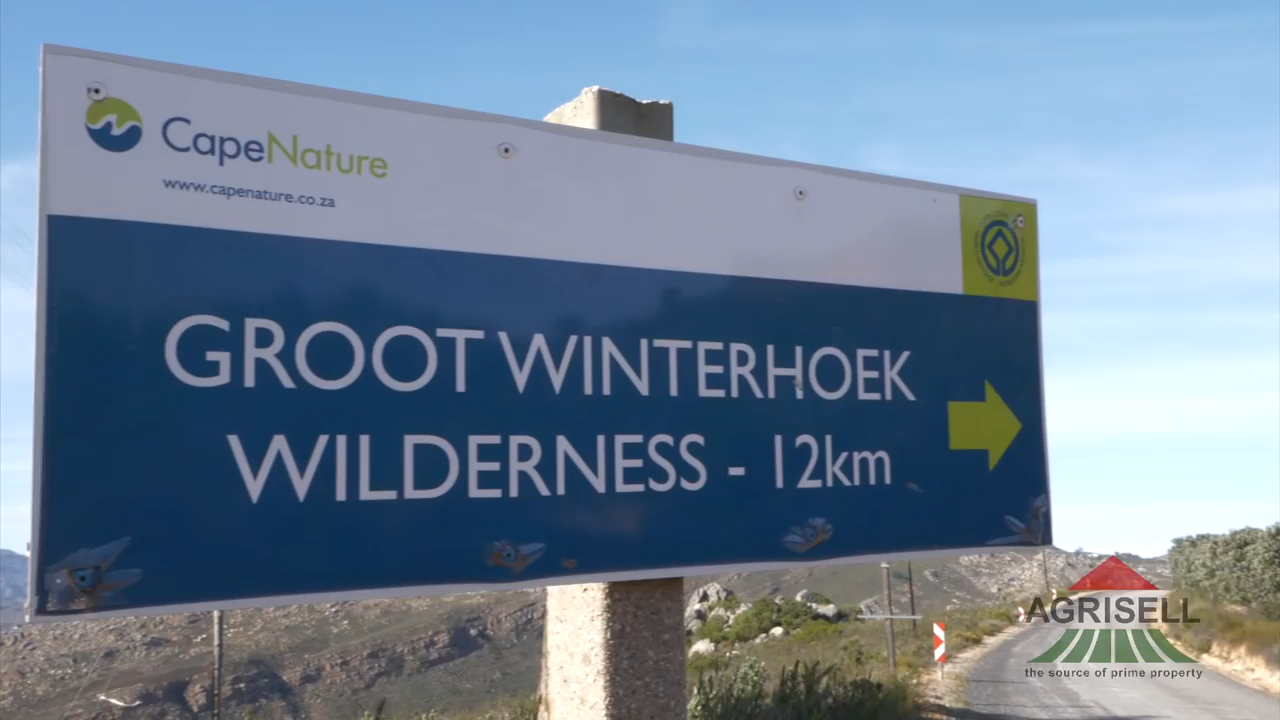 CapeNature
www.capenature.co.za
GROOT WINTERHOEK
WILDERNESS - 12km
AGRISELL
the source of prime property